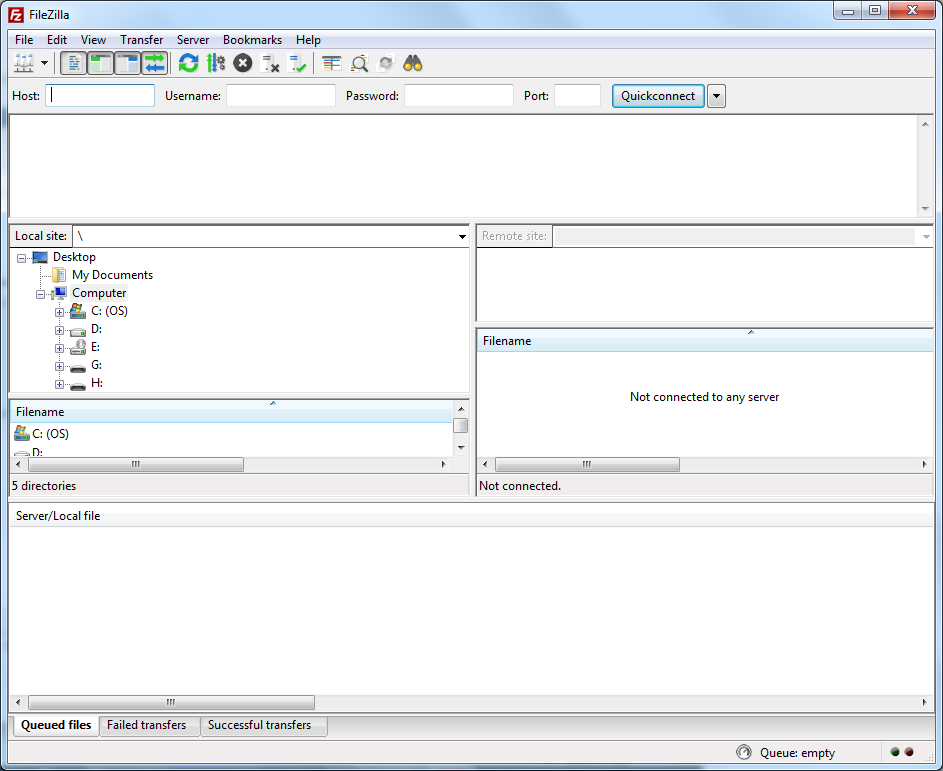 FileZilla
File Edit View Transfer Server Bookmarks Help
Host: Username: Password: Port: Quickconnect
Local site: \
Remote site:
Desktop
My Documents
Computer
C: (OS)
D:
E:
G:
H:
Filename
C: (OS)
D:
5 directories
Filename
Not connected to any server
Not connected.
Server/Local file
Queued files Failed transfers Successful transfers
Queue: empty